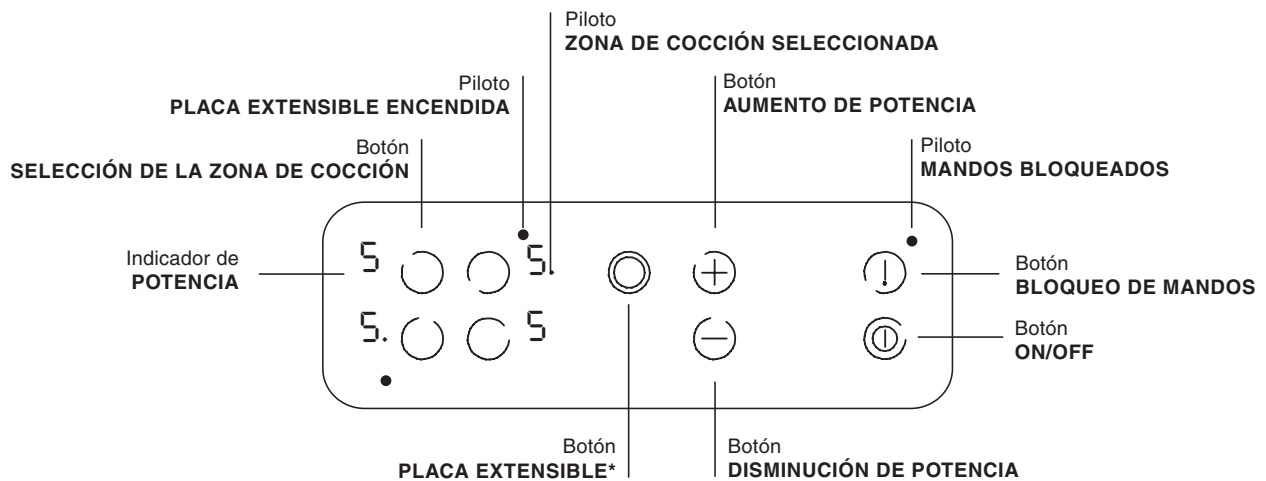 Piloto
ZONA DE COCCIÓN SELECCIONADA
Piloto
PLACA EXTENSIBLE ENCENDIDA
Botón
AUMENTO DE POTENCIA
Botón
SELECCIÓN DE LA ZONA DE COCCIÓN
Piloto
MANDOS BLOQUEADOS
Indicador de
POTENCIA
5 5.
5. 5
Botón
BLOQUEO DE MANDOS
Botón
ON/OFF
Botón
PLACA EXTENSIBLE*
Botón
DISMINUCIÓN DE POTENCIA